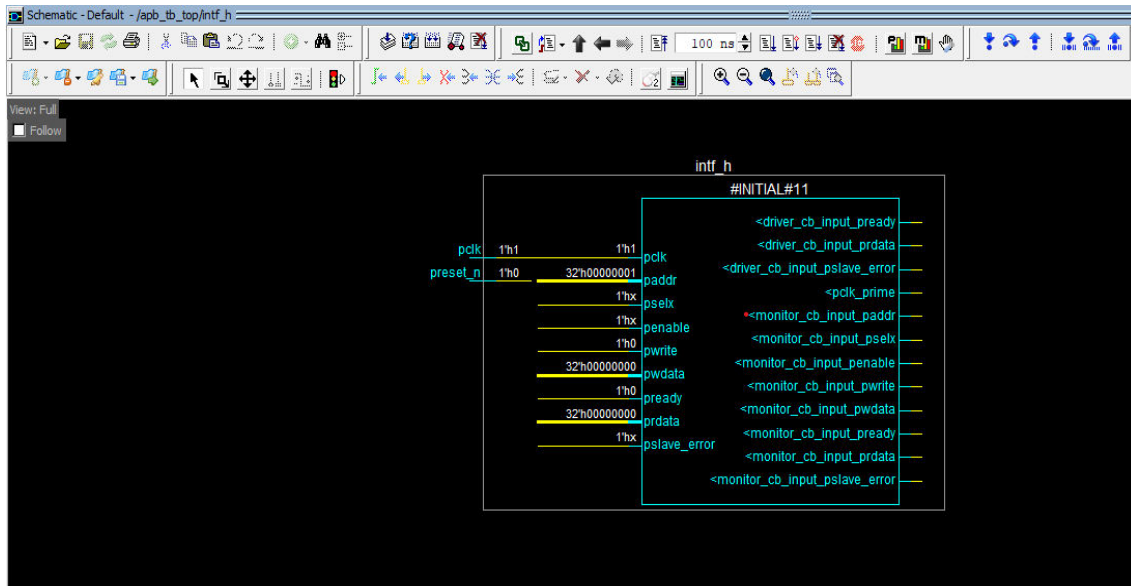 Schematic - Default - /apb_tb_top/intf_h
100 ns
View: Full
Follow
intf_h
#INITIAL#11
pclk 1'h1 1'h1 pclk
preset_n 1'h0 32'h00000001 paddr
1'hx pselx
1'hx penable
1'h0 pwrite
32'h00000000 pwdata
1'h0 pready
32'h00000000 prdata
1'hx pslave_error
<driver_cb_input_pready
<driver_cb_input_prdata
<driver_cb_input_pslave_error
<pclk_prime
<monitor_cb_input_paddr
<monitor_cb_input_pselx
<monitor_cb_input_penable
<monitor_cb_input_pwrite
<monitor_cb_input_pwdata
<monitor_cb_input_pready
<monitor_cb_input_prdata
<monitor_cb_input_pslave_error